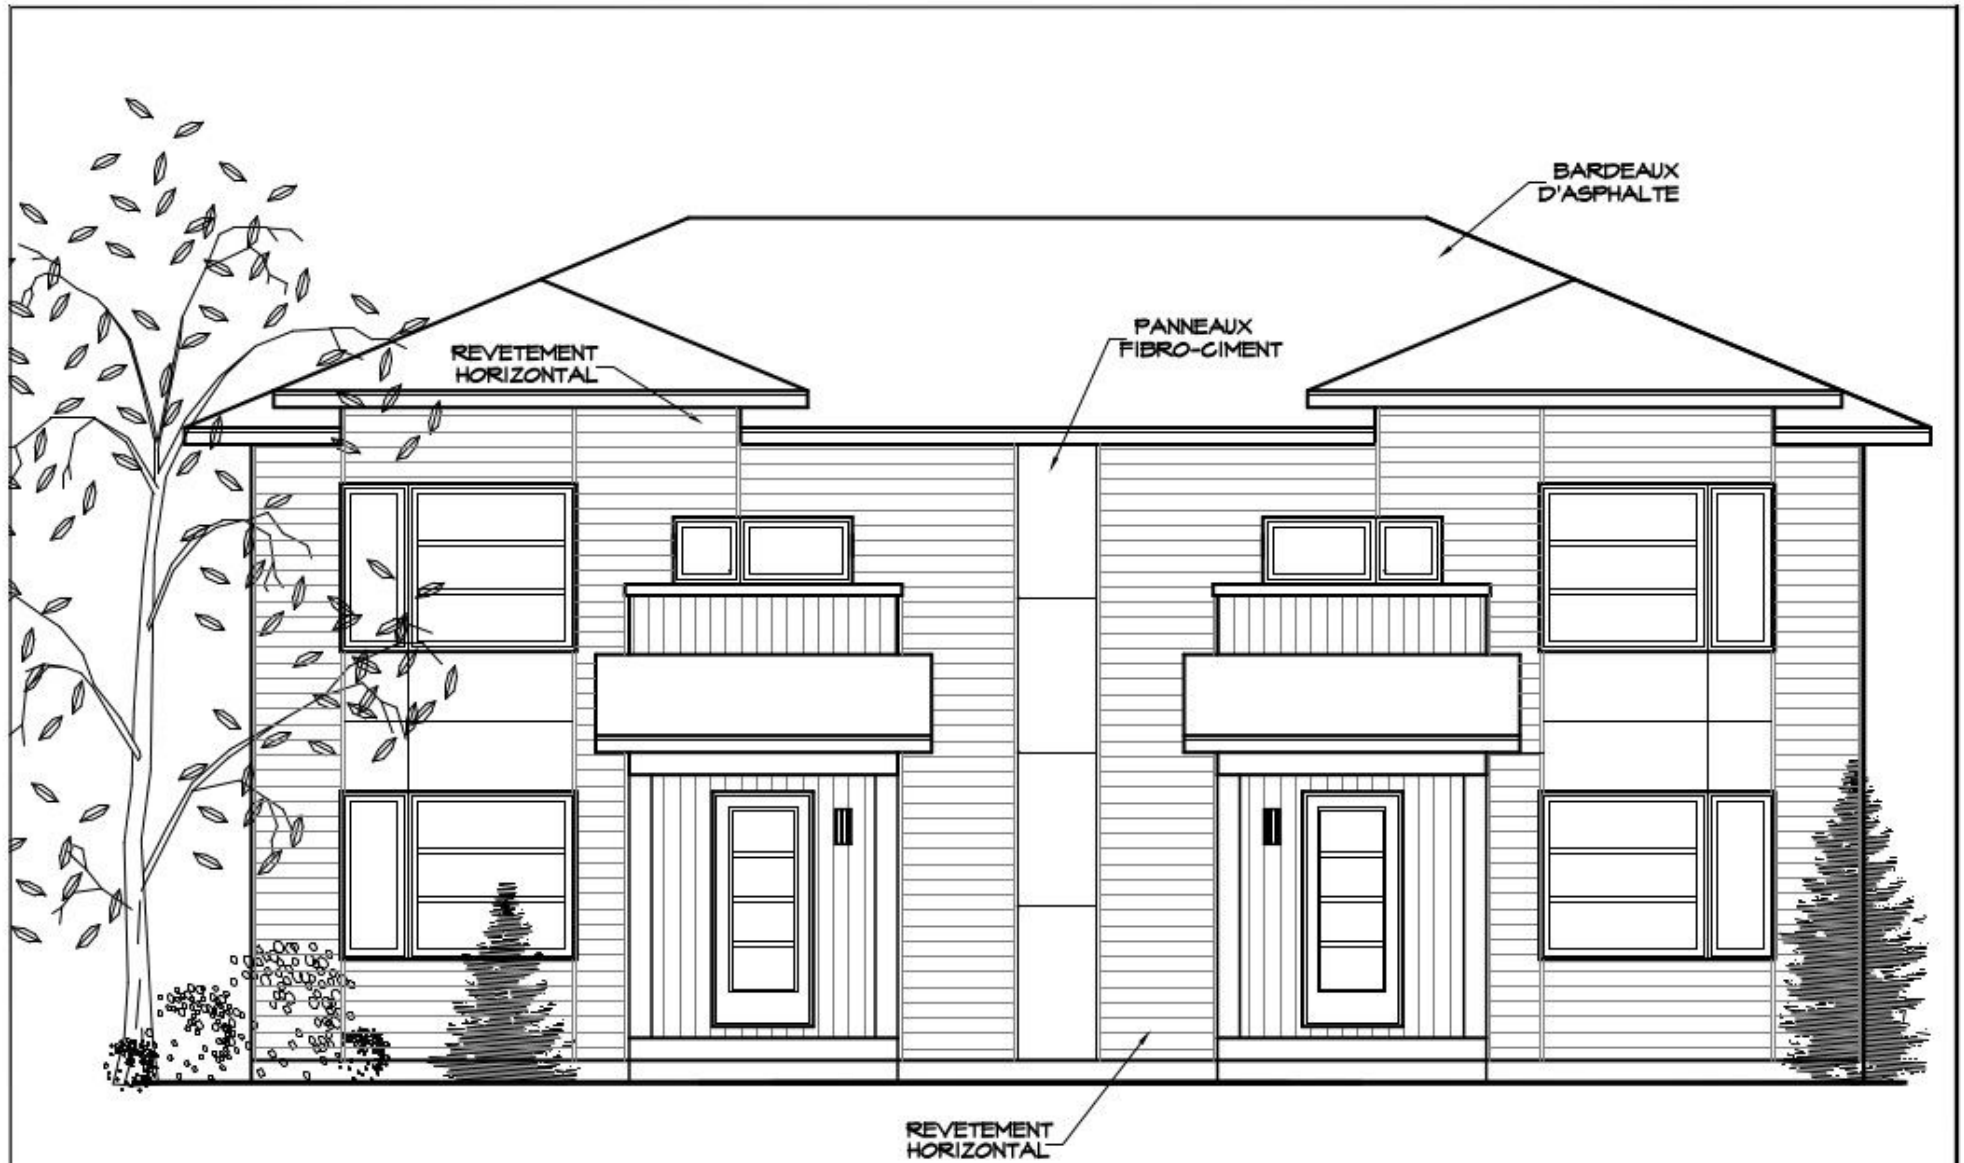 BARDEAUX
D'ASPHALTE
PANNEAUX
FIBRO-CIMENT
REVETEMENT
HORIZONTAL
REVETEMENT
HORIZONTAL